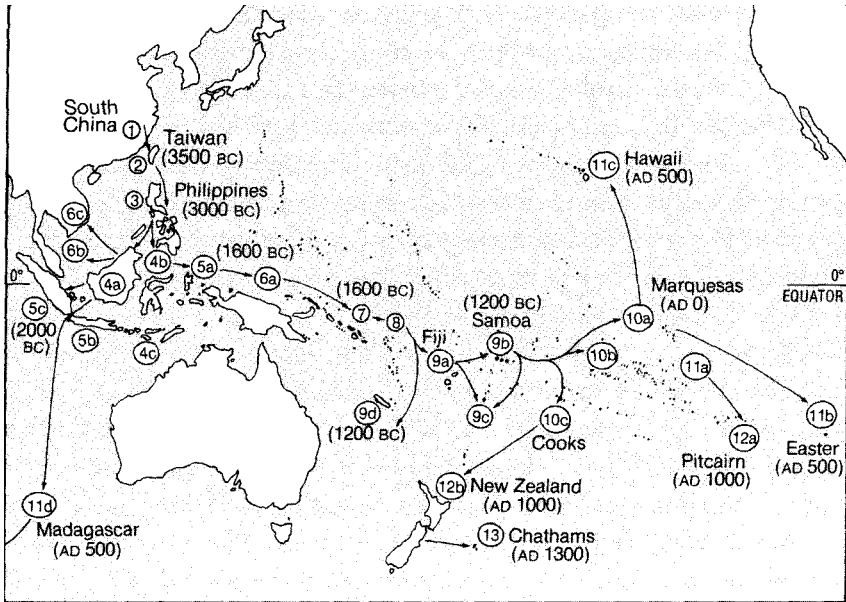 South
China
1
Taiwan
(3500 BC)
2
Philippines
(3000 BC)
3
11c
Hawaii
(AD 500)
6c
6b
4b
5a
(1600 BC)
6a
0°
4a
(1600 BC)
0°
EQUATOR
Marquesas
(AD 0)
5c
(2000
BC)
7
8
(1200 BC)
Samoa
10a
5b
4c
Fiji
9a
9b
10b
11a
9d
(1200 BC)
9c
10c
Cooks
11b
Easter
(AD 500)
12a
Pitcairn
(AD 1000)
11d
Madagascar
(AD 500)
12b
New Zealand
(AD 1000)
13
Chathams
(AD 1300)